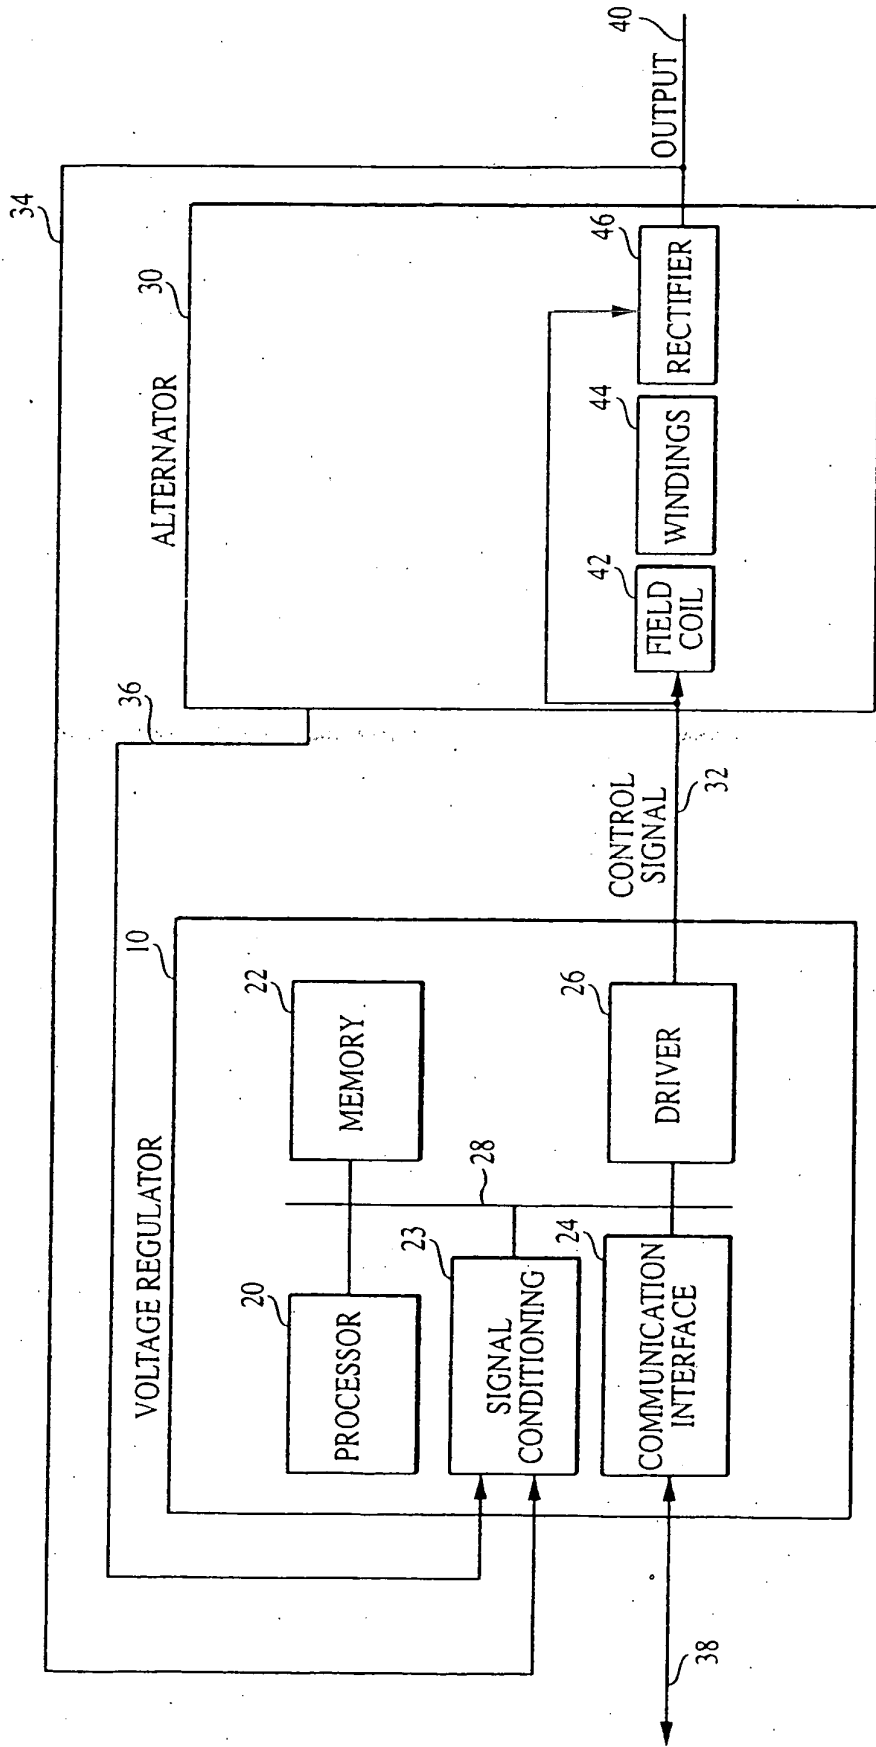 34
36
VOLTAGE REGULATOR
10
ALTERNATOR
30
20
PROCESSOR
22
MEMORY
23
SIGNAL
CONDITIONING
28
24
COMMUNICATION
INTERFACE
26
DRIVER
38
CONTROL
SIGNAL
32
42
FIELD
COIL
44
WINDINGS
46
RECTIFIER
OUTPUT
40